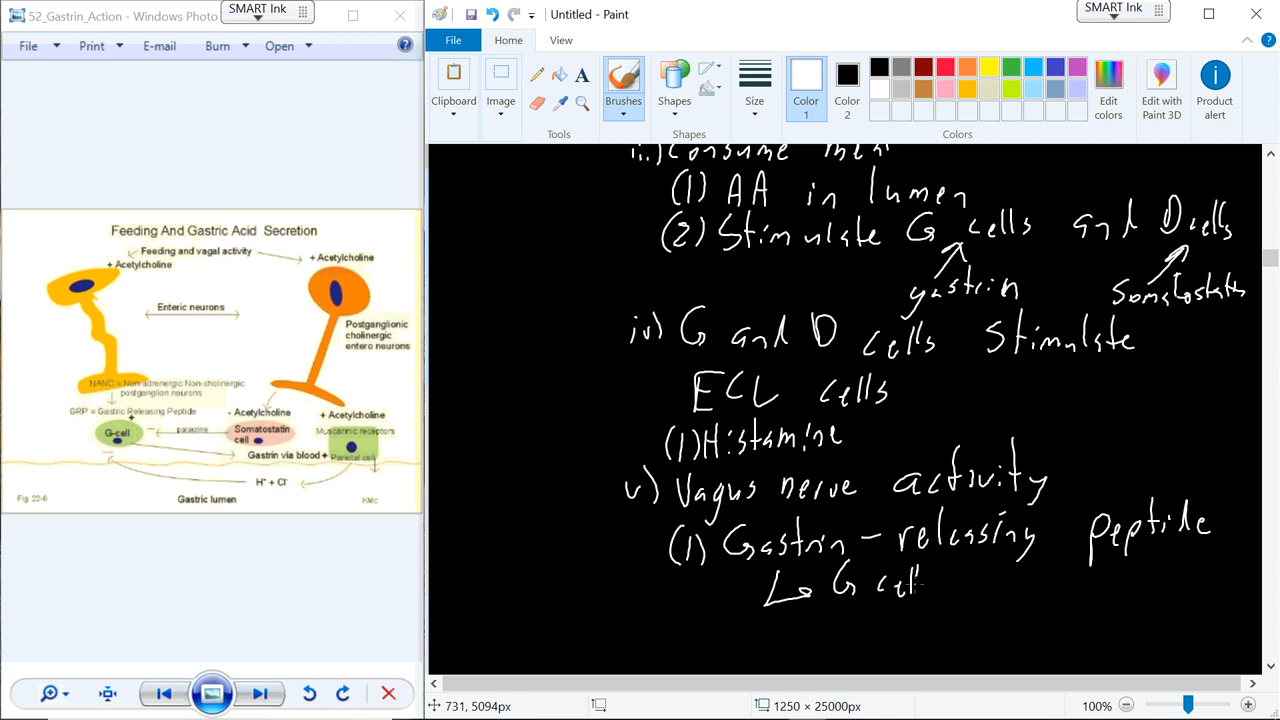 52_Gastrin_Action - Windows Photo
SMART Ink
File Print E-mail Burn Open
Feeding And Gastric Acid Secretion
Feeding and vagal activity
+ Acetylcholine
+ Acetylcholine
Enteric neurons
Postganglionic
cholinergic
entero neurons
NANC = Non adrenergic Non-cholinergic
postganglion neurons
GRP = Gastric Releasing Peptide
- Acetylcholine
+ Acetylcholine
Muscarinic receptors
G-cell
paracrine
Somatostatin
cell
Gastrin via blood +
Parietal cell
H⁺ + Cl⁻
Fig. 22-6
Gastric lumen
KMc
Untitled - Paint
SMART Ink
File Home View
Clipboard
Image
Tools
Brushes
Shapes
Shapes
Size
Color
1
Color
2
Edit
colors
Colors
Edit with
Paint 3D
Product
alert
iii.) Consume meal
(1) AA in lumen
(2) Stimulate G cells and D cells
gastrin
iv) G and D cells stimulate
ECL cells
(1) Histamine
v) Vagus nerve activity
(1) Gastrin - releasing peptide
G cell
731, 5094px
1250 × 25000px
100%